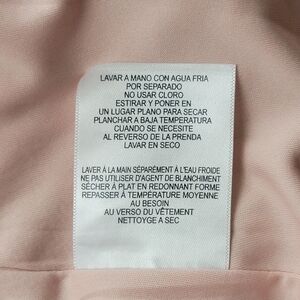 LAVAR A MANO CON AGUA FRIA
POR SEPARADO
NO USAR CLORO
ESTIRAR Y PONER EN
UN LUGAR PLANO PARA SECAR
PLANCHAR A BAJA TEMPERATURA
CUANDO SE NECESITE
AL REVERSO DE LA PRENDA
LAVAR EN SECO
LAVER À LA MAIN SÉPARÉMENT À L'EAU FROIDE
NE PAS UTILISER D'AGENT DE BLANCHIMENT
SÉCHER À PLAT EN REDONNANT FORME
REPASSER À TEMPÉRATURE MOYENNE
AU BESOIN
AU VERSO DU VÊTEMENT
NETTOYGE A SEC